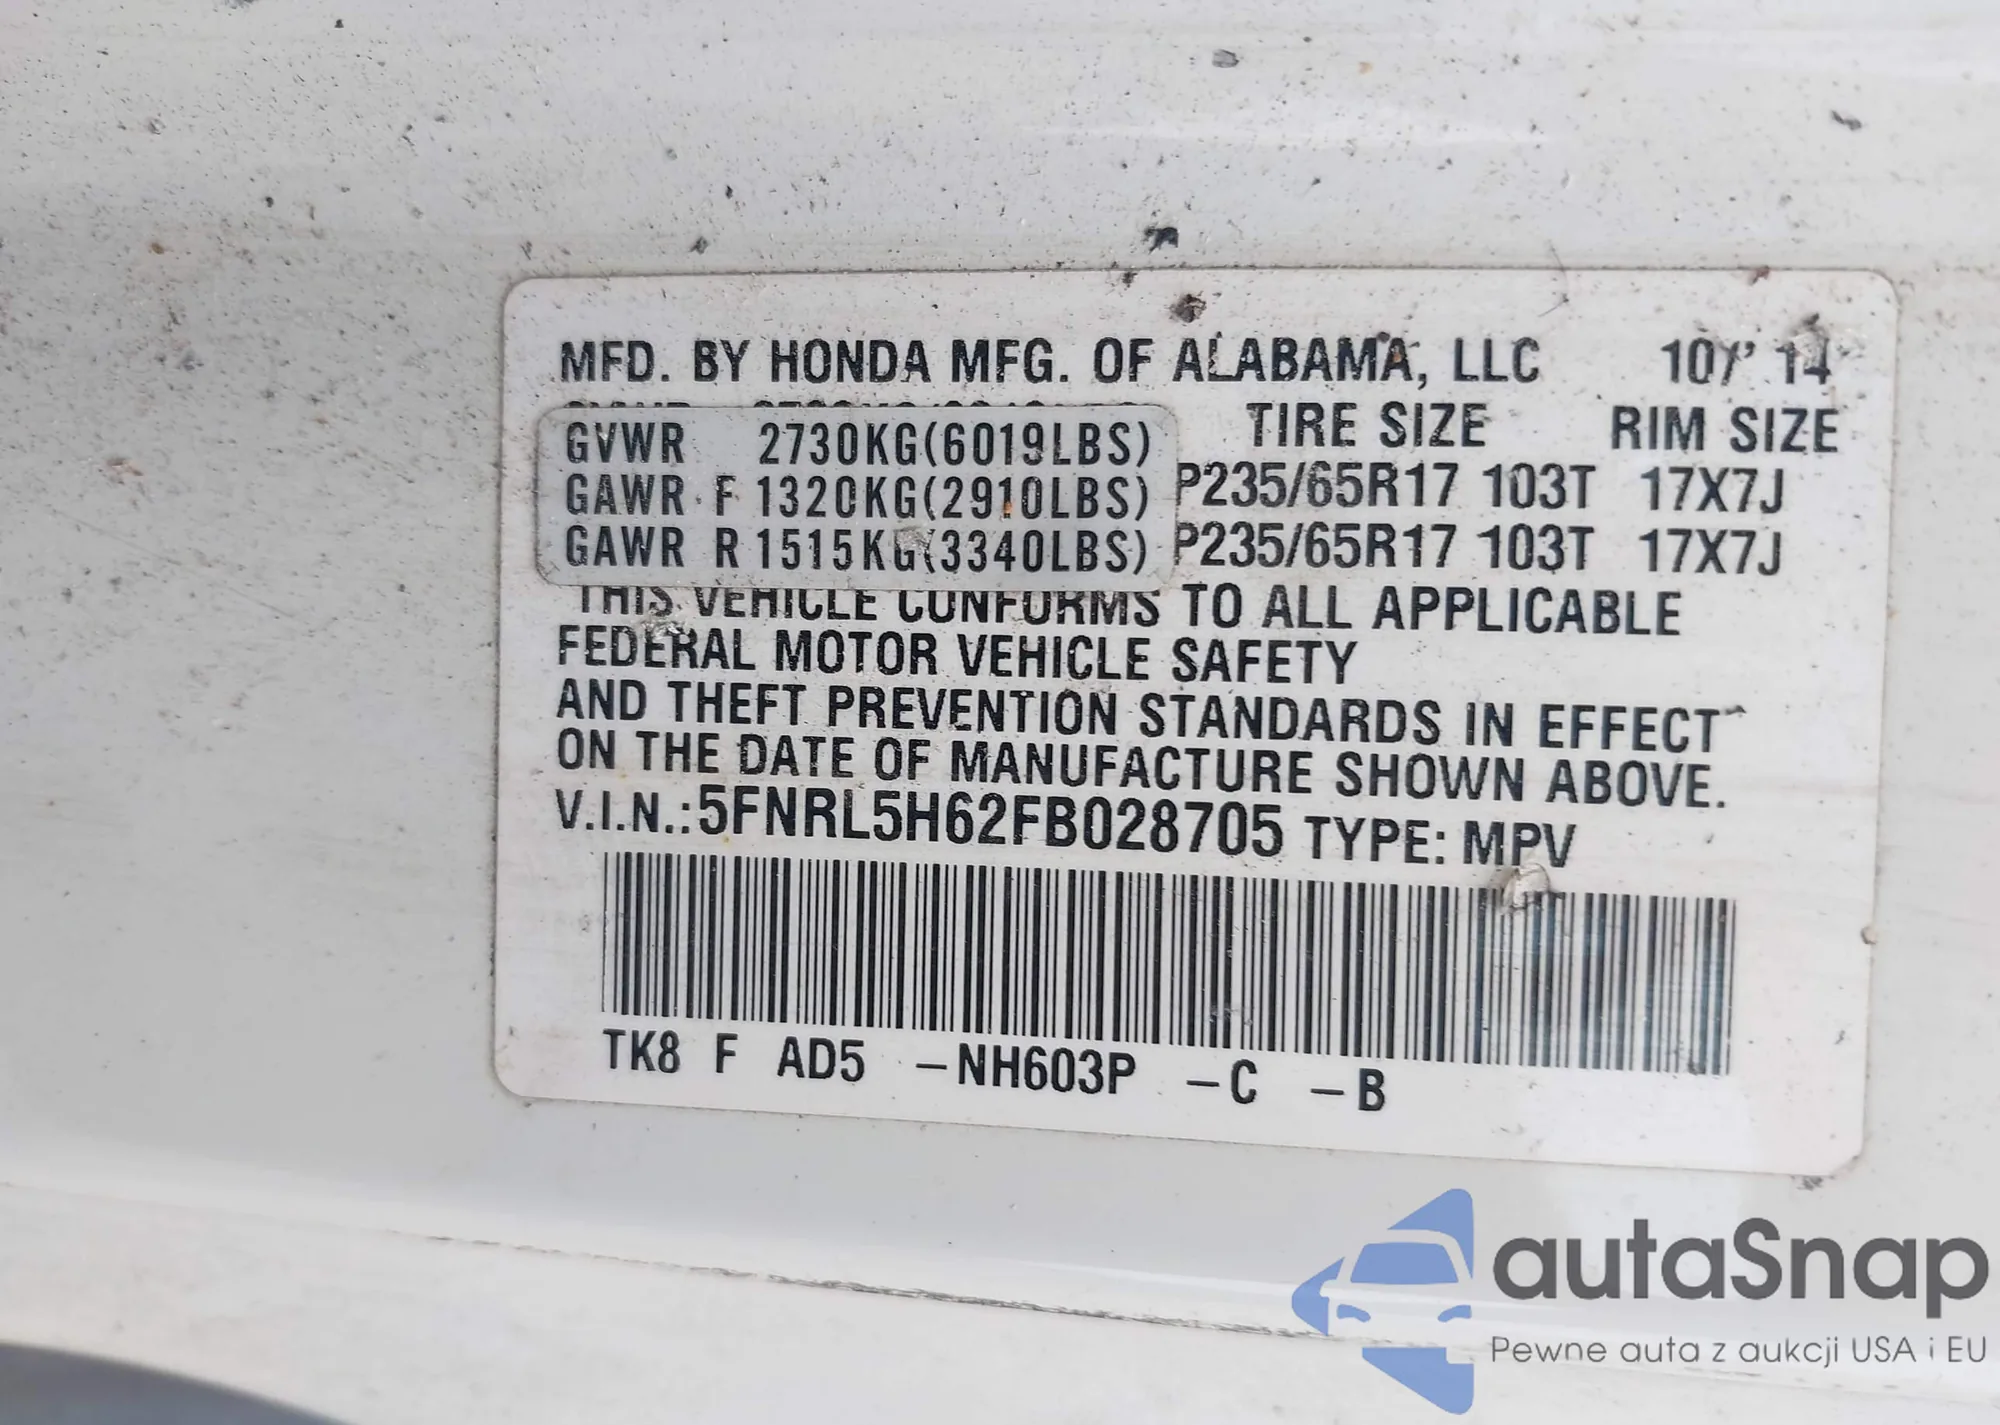 MFD. BY HONDA MFG. OF ALABAMA, LLC 10/ 14
TIRE SIZE RIM SIZE
GVWR 2730KG(6019LBS)
GAWR F 1320KG(2910LBS) P235/65R17 103T 17X7J
GAWR R 1515KG(3340LBS) P235/65R17 103T 17X7J
THIS VEHICLE CONFORMS TO ALL APPLICABLE
FEDERAL MOTOR VEHICLE SAFETY
AND THEFT PREVENTION STANDARDS IN EFFECT
ON THE DATE OF MANUFACTURE SHOWN ABOVE.
V.I.N.:5FNRL5H62FB028705 TYPE: MPV
TK8 F AD5 -NH603P -C -B
autaSnap
Pewne auta z aukcji USA i EU